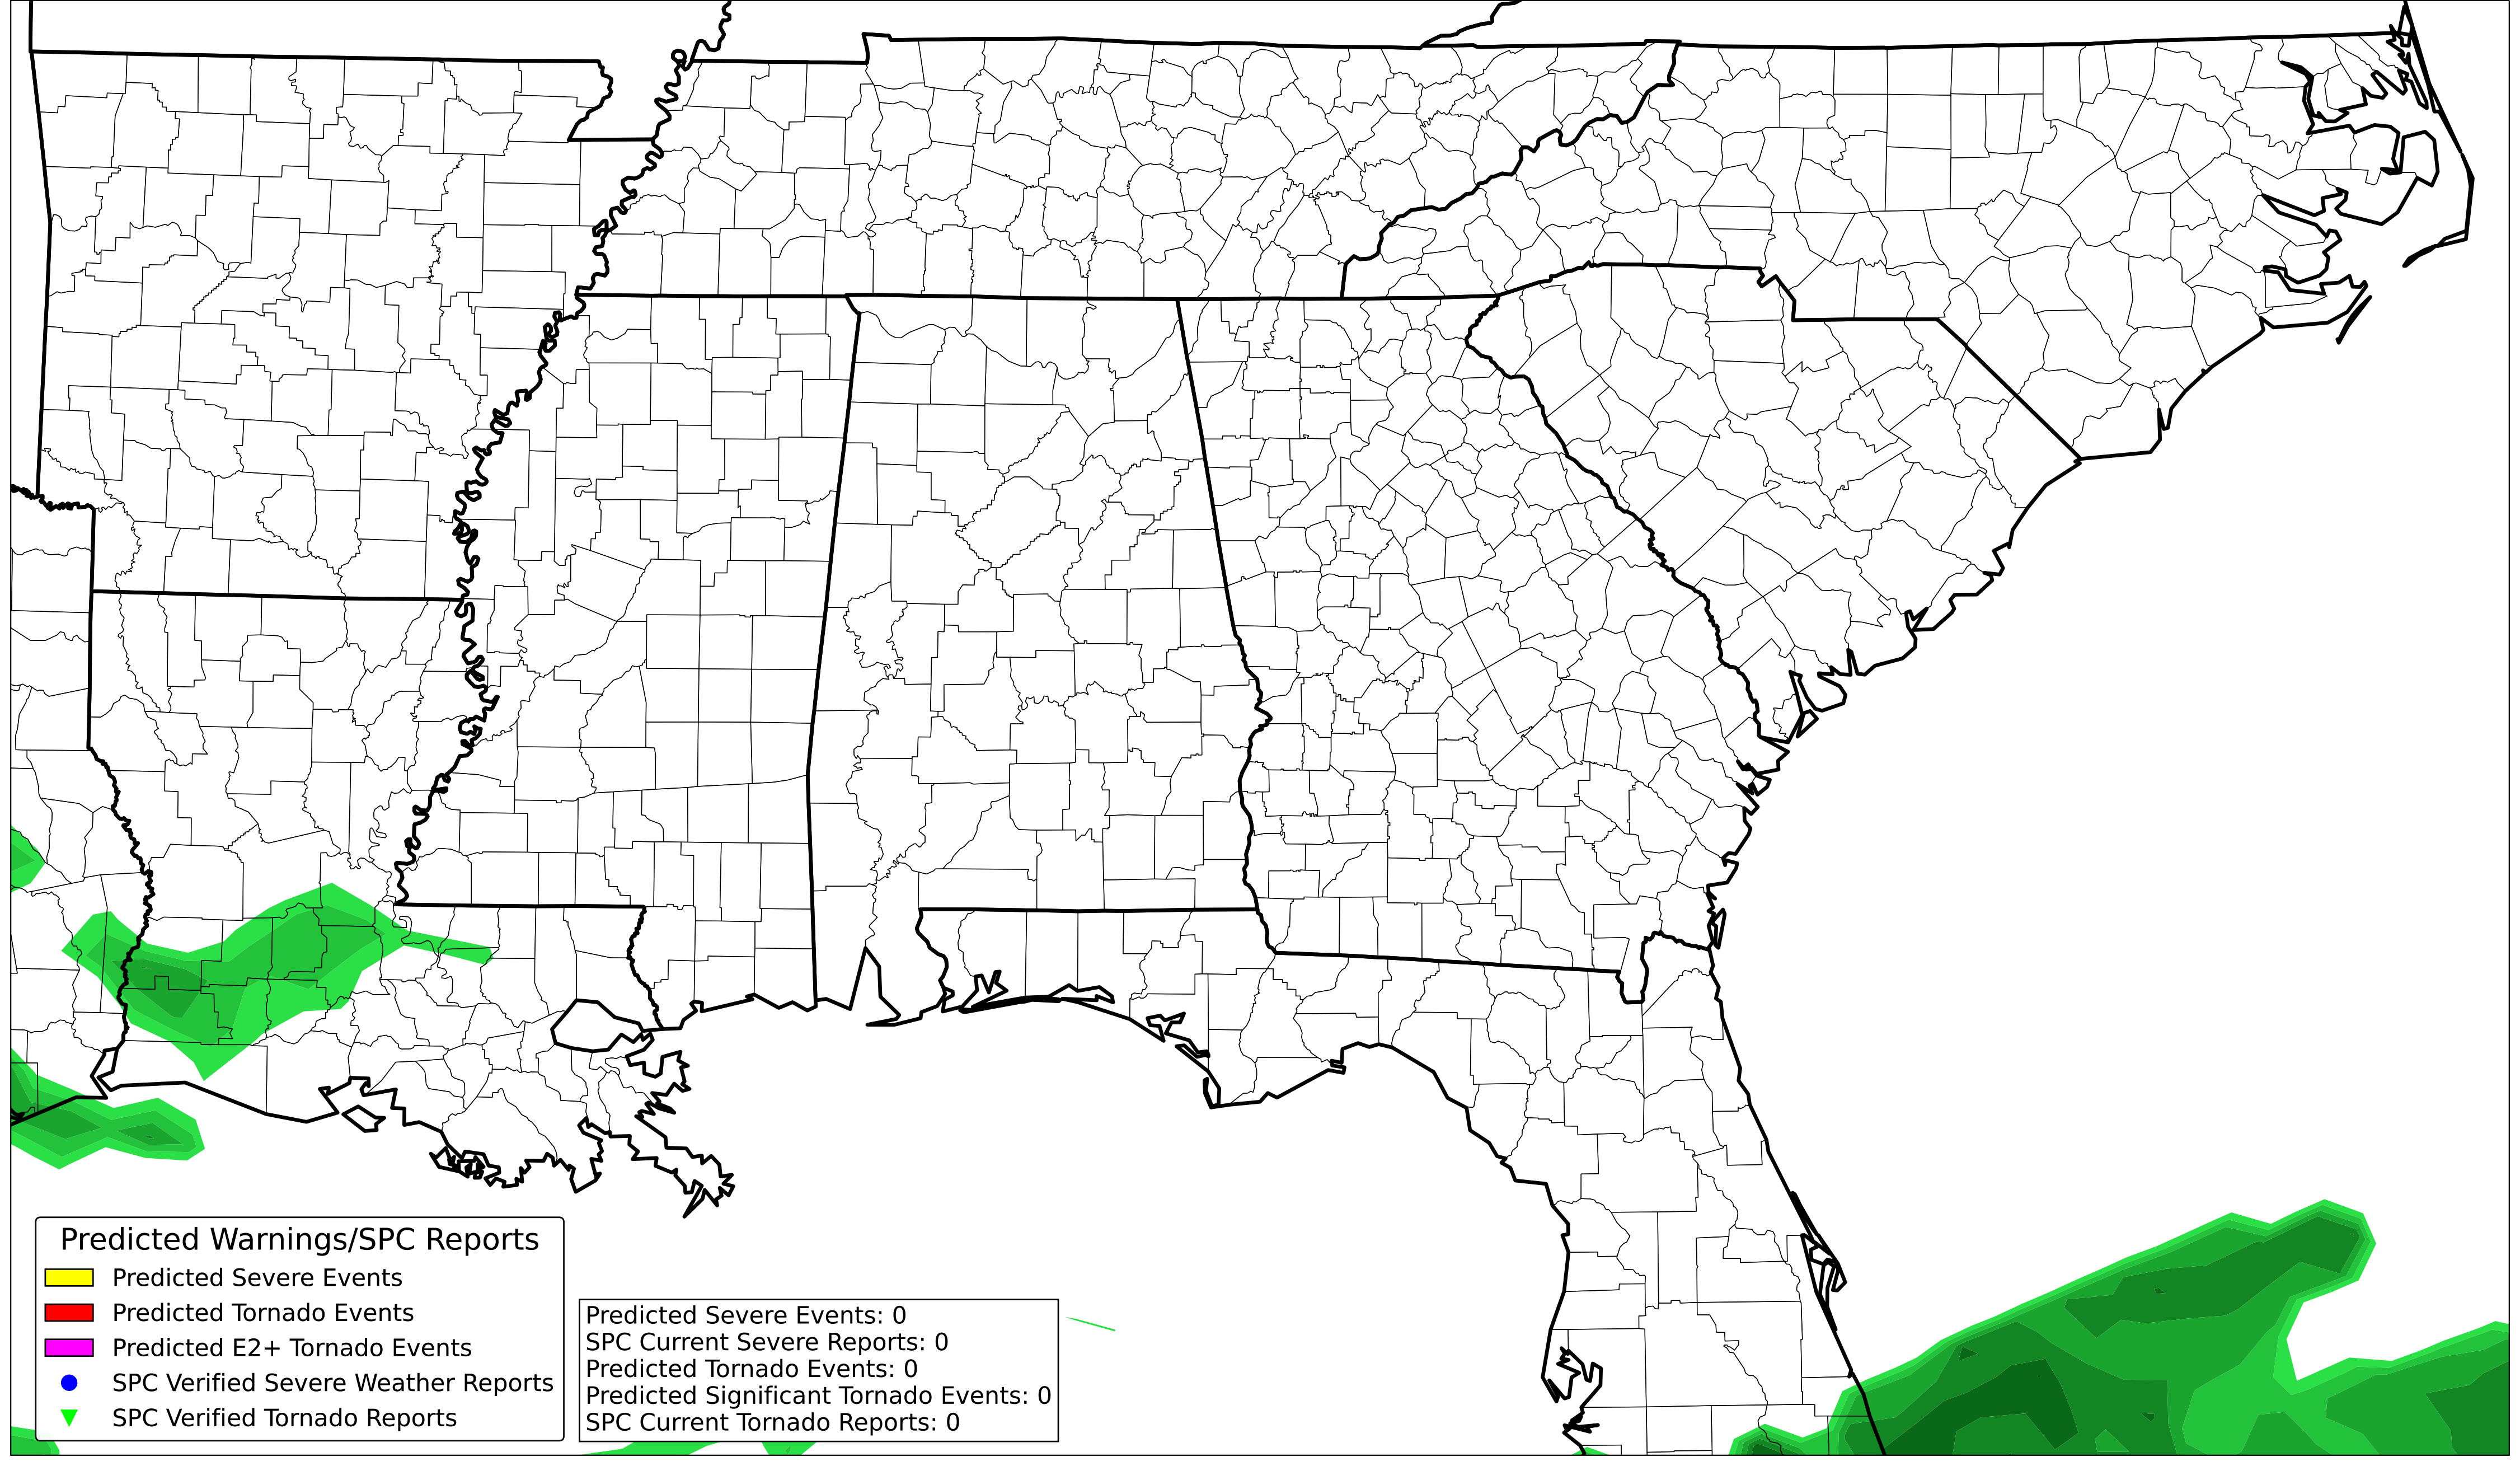 Predicted Warnings/SPC Reports
Predicted Severe Events
Predicted Tornado Events
Predicted E2+ Tornado Events
SPC Verified Severe Weather Reports
SPC Verified Tornado Reports
Predicted Severe Events: 0
SPC Current Severe Reports: 0
Predicted Tornado Events: 0
Predicted Significant Tornado Events: 0
SPC Current Tornado Reports: 0